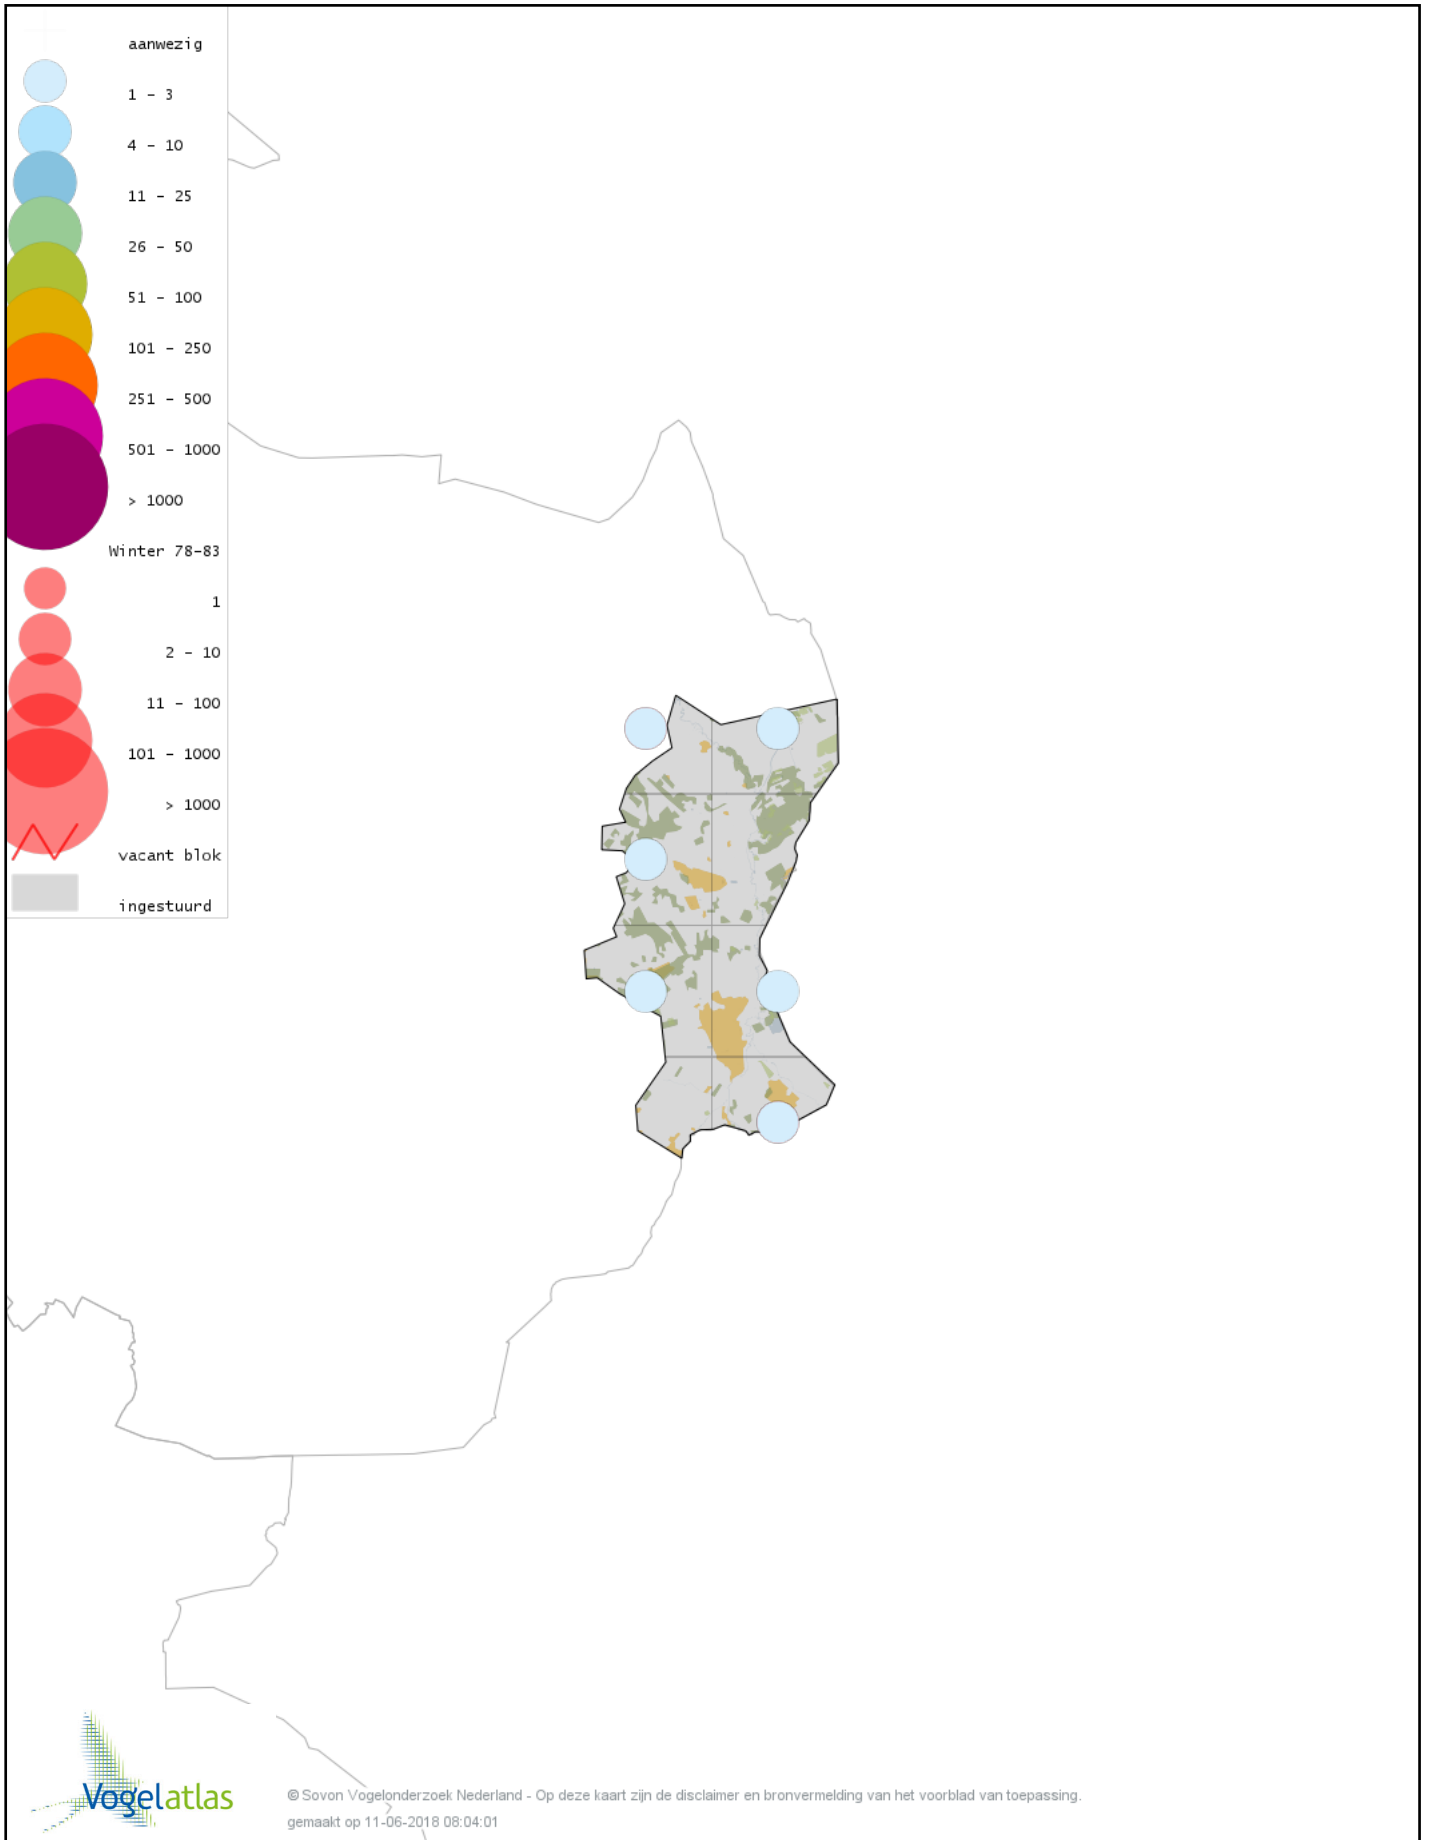 aanwezig
1 - 3
4 - 10
11 - 25
26 - 50
51 - 100
101 - 250
251 - 500
501 - 1000
> 1000
Winter 78-83
1
2 - 10
11 - 100
101 - 1000
> 1000
vacant blok
ingestuurd
Vogelatlas
© Sovon Vogelonderzoek Nederland - Op deze kaart zijn de disclaimer en bronvermelding van het voorblad van toepassing.
gemaakt op 11-06-2018 08:04:01